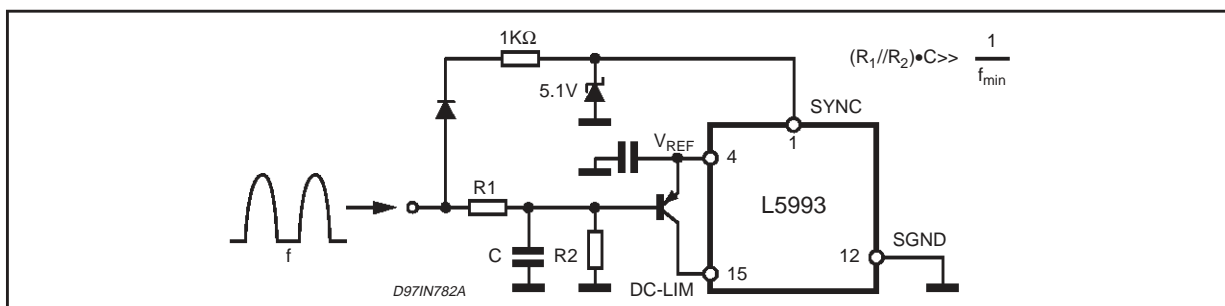 1KΩ
(R1//R2)•C>> 1
fmin
5.1V
SYNC
1
VREF
4
R1
L5993
f
C
R2
12
SGND
15
DC-LIM
D97IN782A